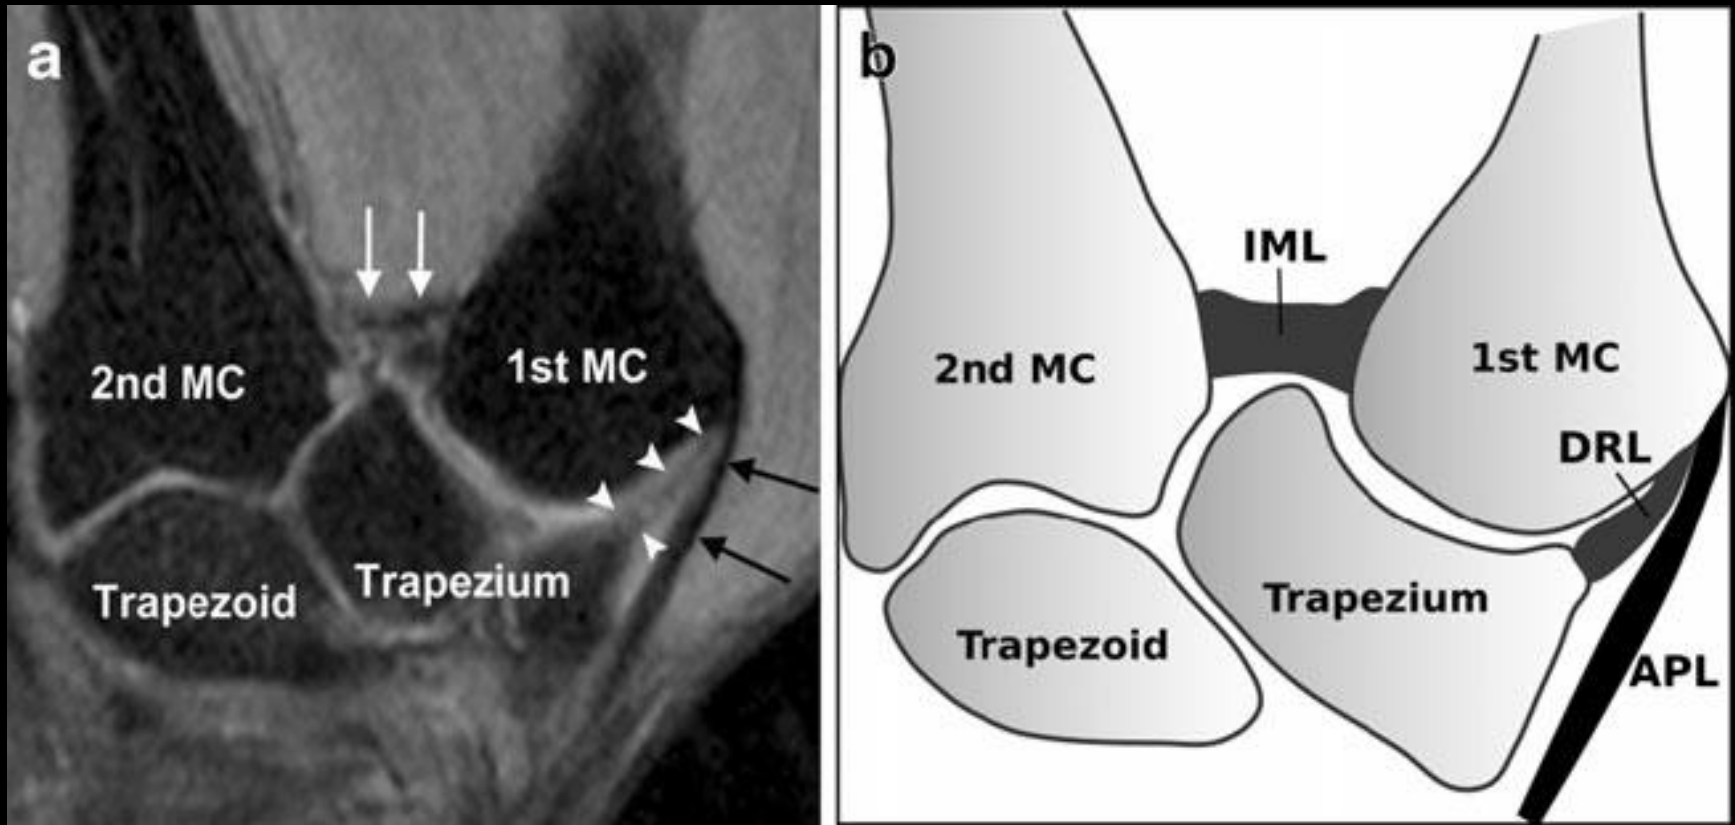 a
2nd MC
1st MC
Trapezoid
Trapezium
b
IML
2nd MC
1st MC
DRL
Trapezium
Trapezoid
APL